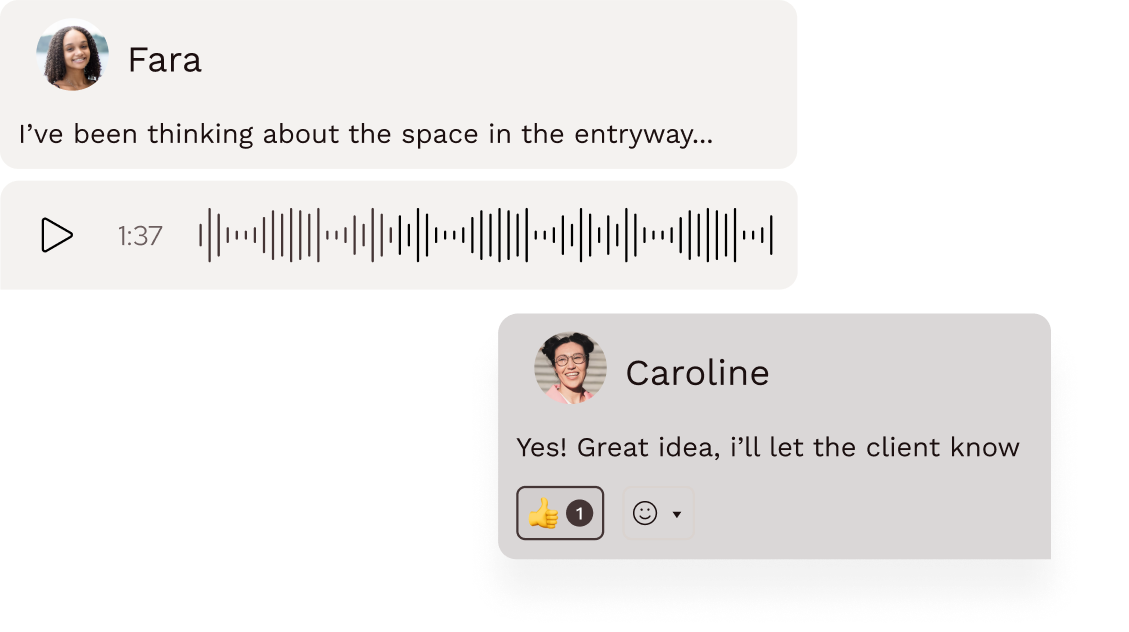 Fara
I’ve been thinking about the space in the entryway...
1:37
Caroline
Yes! Great idea, i’ll let the client know
👍 1